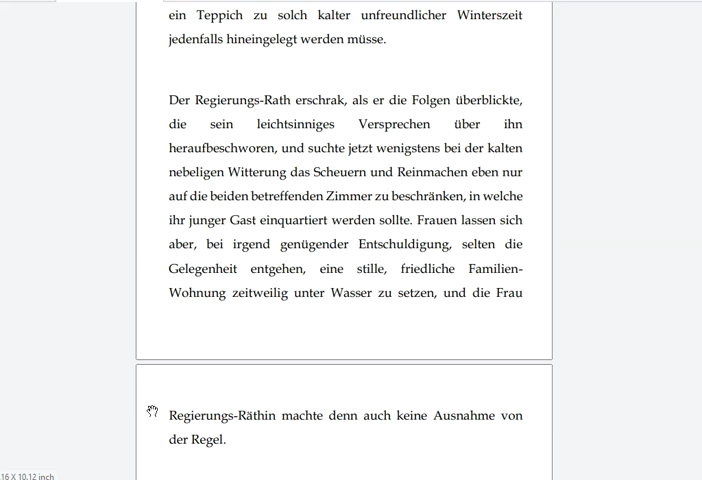 ein Teppich zu solch kalter unfreundlicher Winterszeit
jedenfalls hineingelegt werden müsse.
Der Regierungs-Rath erschrak, als er die Folgen überblickte,
die sein leichtsinniges Versprechen über ihn
heraufbeschworen, und suchte jetzt wenigstens bei der kalten
nebeligen Witterung das Scheuern und Reinmachen eben nur
auf die beiden betreffenden Zimmer zu beschränken, in welche
ihr junger Gast einquartiert werden sollte. Frauen lassen sich
aber, bei irgend genügender Entschuldigung, selten die
Gelegenheit entgehen, eine stille, friedliche Familien-
Wohnung zeitweilig unter Wasser zu setzen, und die Frau
Regierungs-Räthin machte denn auch keine Ausnahme von
der Regel.
16 X 10.12 inch